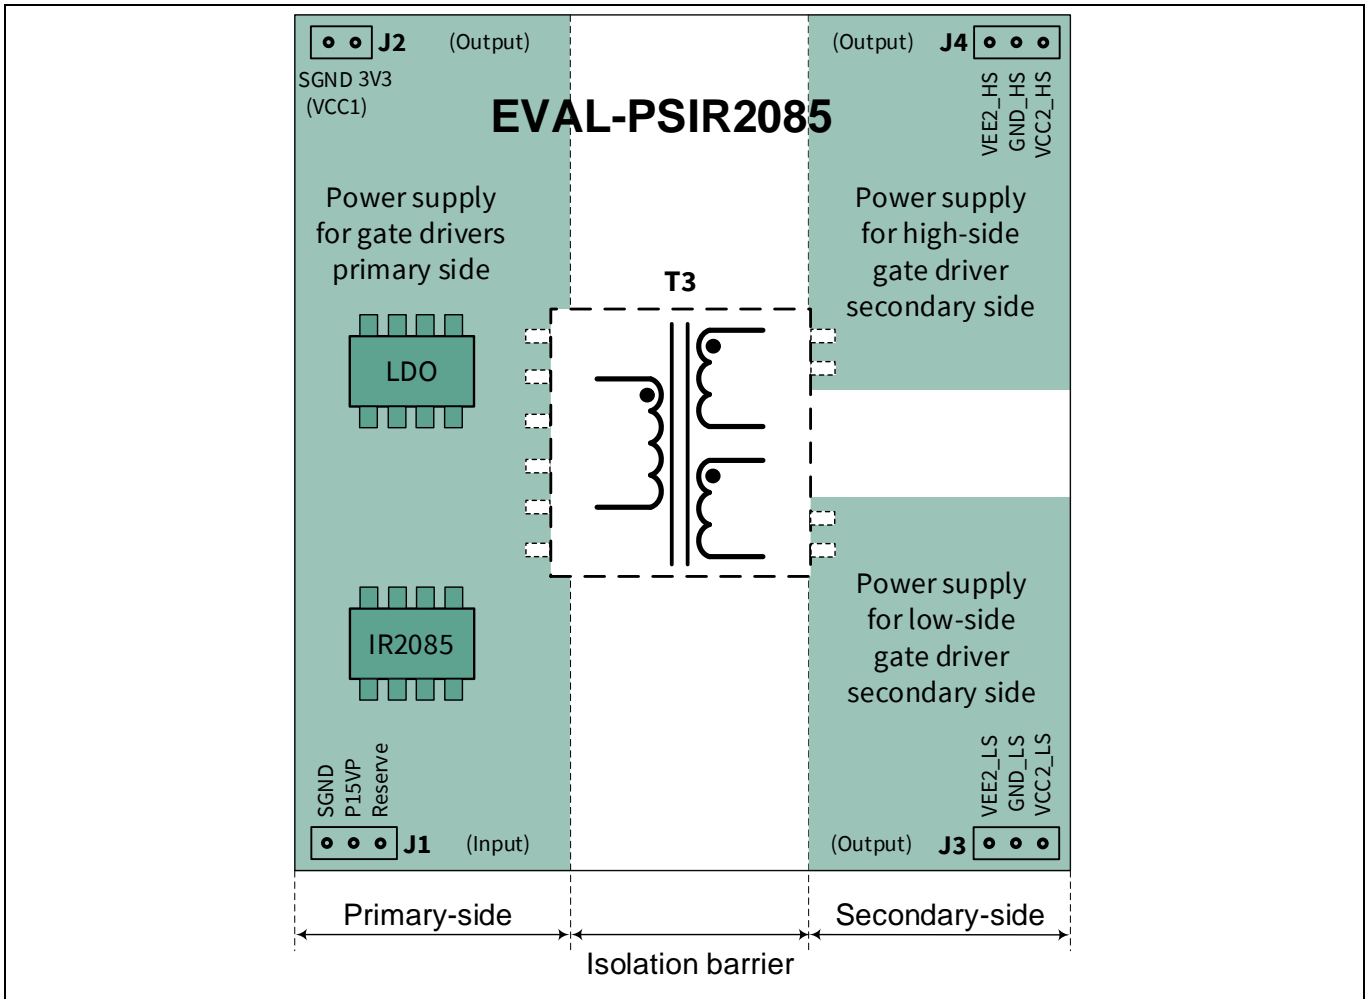 J2 (Output)
SGND 3V3
(VCC1)
(Output) J4
VEE2_HS
GND_HS
VCC2_HS
EVAL-PSIR2085
Power supply
for gate drivers
primary side
Power supply
for high-side
gate driver
secondary side
T3
LDO
IR2085
Power supply
for low-side
gate driver
secondary side
SGND
P15VP
Reserve
J1 (Input)
VEE2_LS
GND_LS
VCC2_LS
(Output) J3
Primary-side
Secondary-side
Isolation barrier